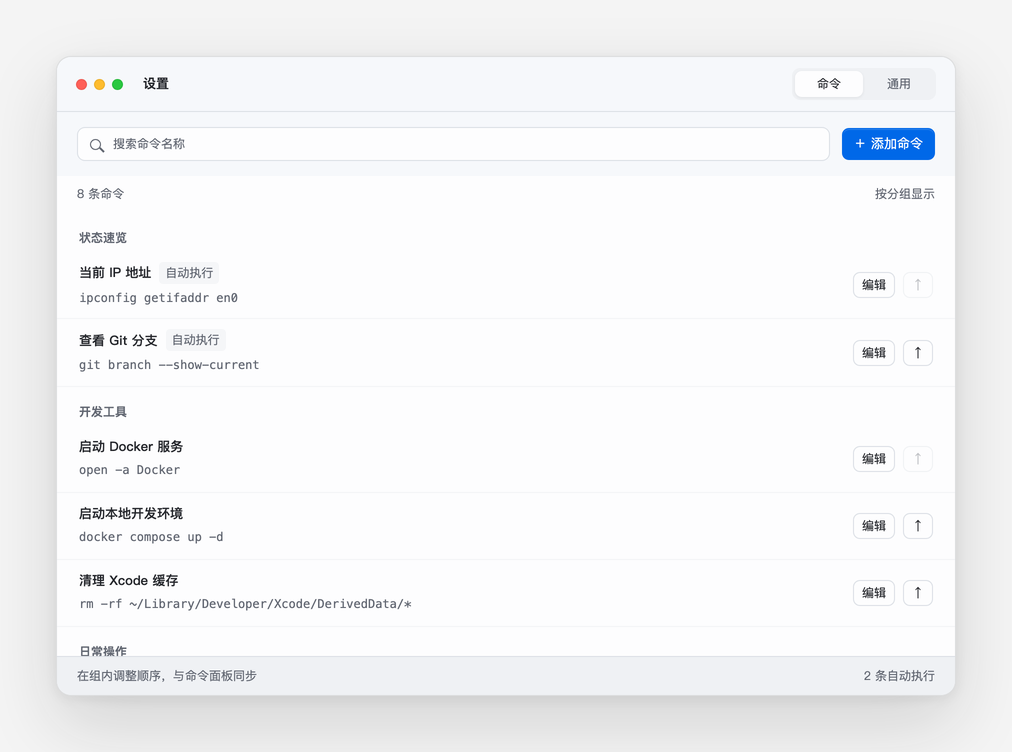 设置
命令
通用
搜索命令名称
+ 添加命令
8 条命令
按分组显示
状态速览
当前 IP 地址 自动执行
编辑 ↑
ipconfig getifaddr en0
查看 Git 分支 自动执行
编辑 ↑
git branch --show-current
开发工具
启动 Docker 服务
编辑 ↑
open -a Docker
启动本地开发环境
编辑 ↑
docker compose up -d
清理 Xcode 缓存
编辑 ↑
rm -rf ~/Library/Developer/Xcode/DerivedData/*
日常操作
在组内调整顺序，与命令面板同步
2 条自动执行